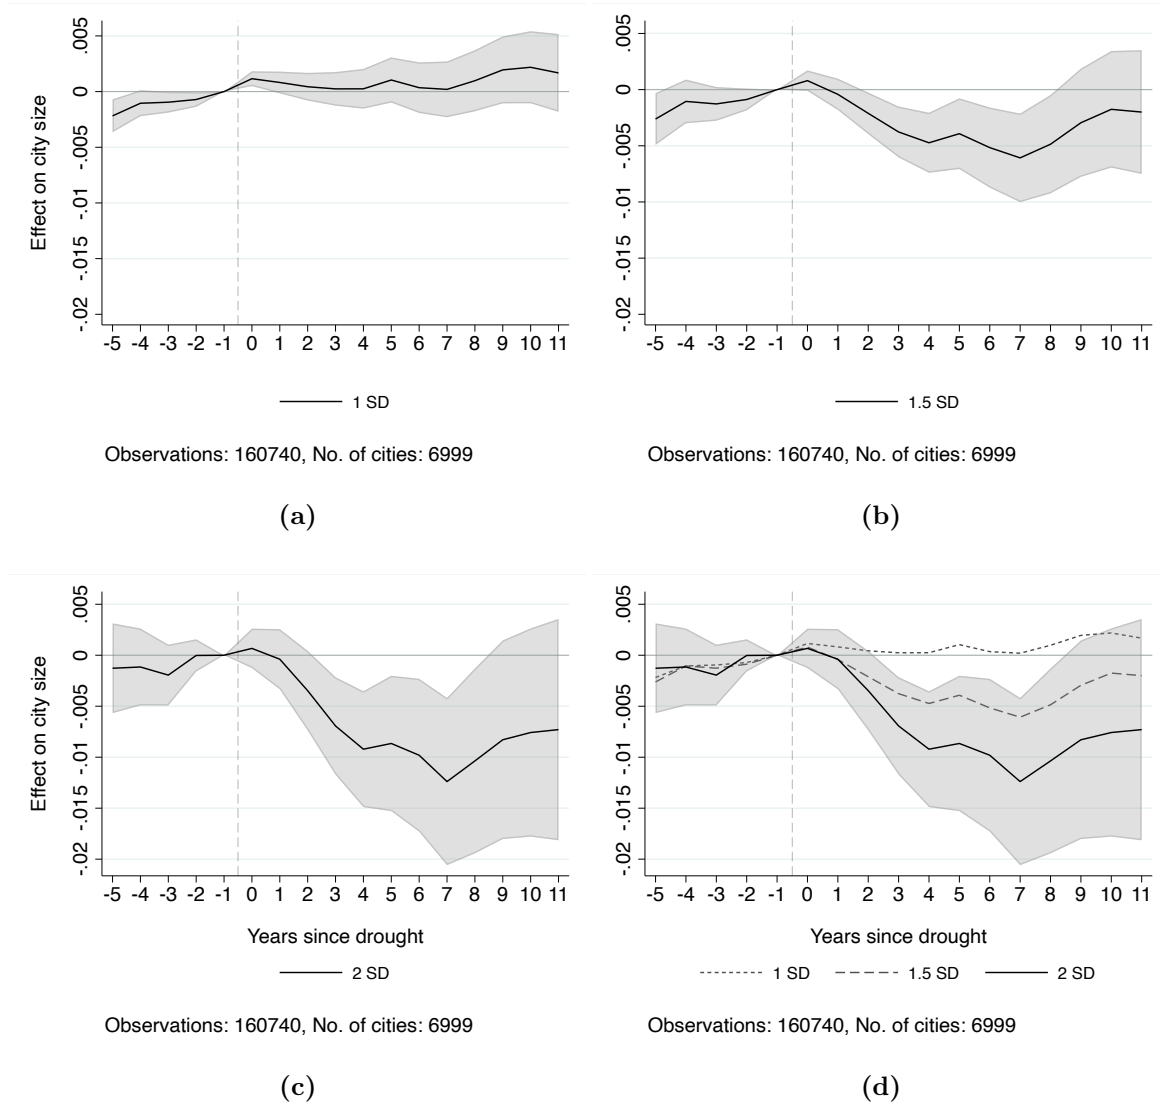 Effect on city size
.005
0
-.005
-.01
-.015
-.02
-5 -4 -3 -2 -1 0 1 2 3 4 5 6 7 8 9 10 11
1 SD
Observations: 160740, No. of cities: 6999
(a)
.005
0
-.005
-.01
-.015
-.02
-5 -4 -3 -2 -1 0 1 2 3 4 5 6 7 8 9 10 11
1.5 SD
Observations: 160740, No. of cities: 6999
(b)
Effect on city size
.005
0
-.005
-.01
-.015
-.02
-5 -4 -3 -2 -1 0 1 2 3 4 5 6 7 8 9 10 11
Years since drought
2 SD
Observations: 160740, No. of cities: 6999
(c)
.005
0
-.005
-.01
-.015
-.02
-5 -4 -3 -2 -1 0 1 2 3 4 5 6 7 8 9 10 11
Years since drought
1 SD 1.5 SD 2 SD
Observations: 160740, No. of cities: 6999
(d)